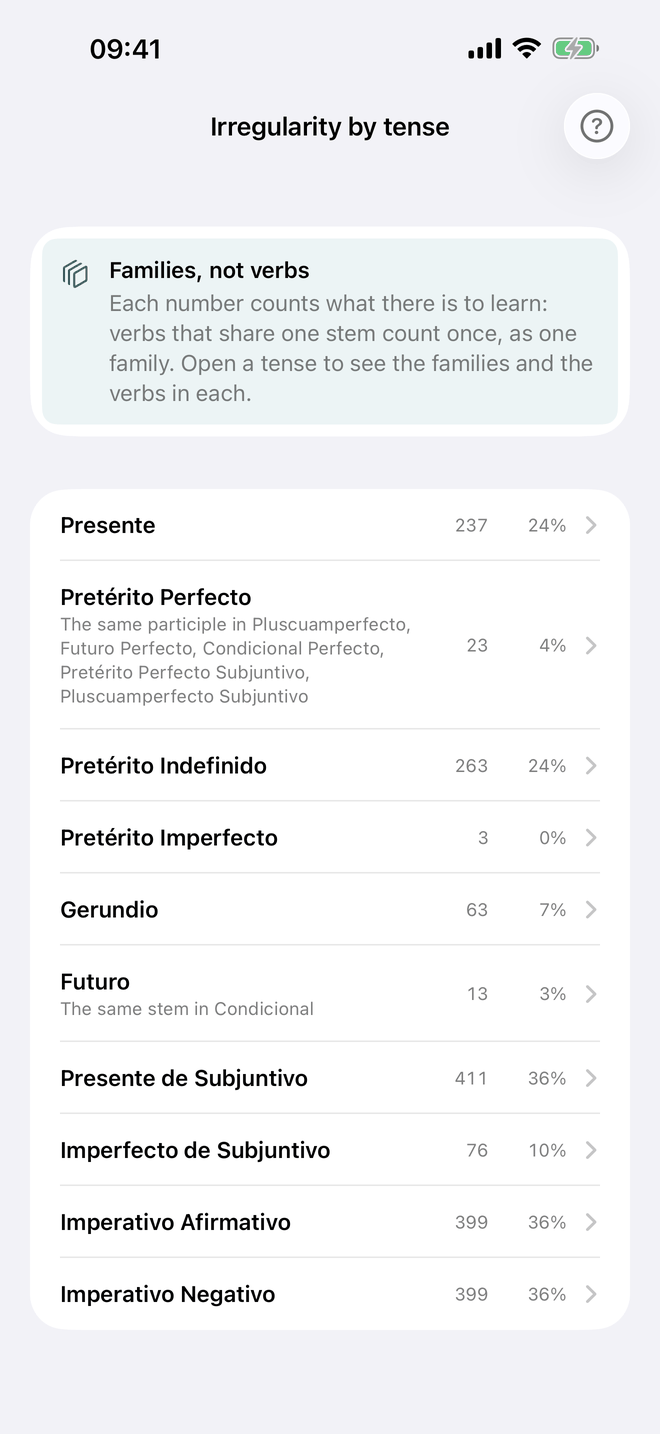 09:41
Irregularity by tense
Families, not verbs
Each number counts what there is to learn:
verbs that share one stem count once, as one
family. Open a tense to see the families and the
verbs in each.
Presente 237 24%
Pretérito Perfecto
The same participle in Pluscuamperfecto,
Futuro Perfecto, Condicional Perfecto,
Pretérito Perfecto Subjuntivo,
Pluscuamperfecto Subjuntivo
23 4%
Pretérito Indefinido 263 24%
Pretérito Imperfecto 3 0%
Gerundio 63 7%
Futuro
The same stem in Condicional
13 3%
Presente de Subjuntivo 411 36%
Imperfecto de Subjuntivo 76 10%
Imperativo Afirmativo 399 36%
Imperativo Negativo 399 36%